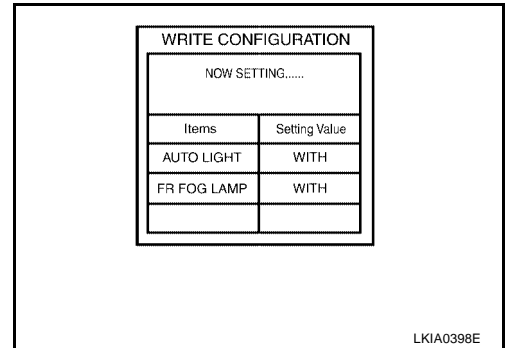 WRITE CONFIGURATION
NOW SETTING......
Items Setting Value
AUTO LIGHT WITH
FR FOG LAMP WITH
LKIA0398E